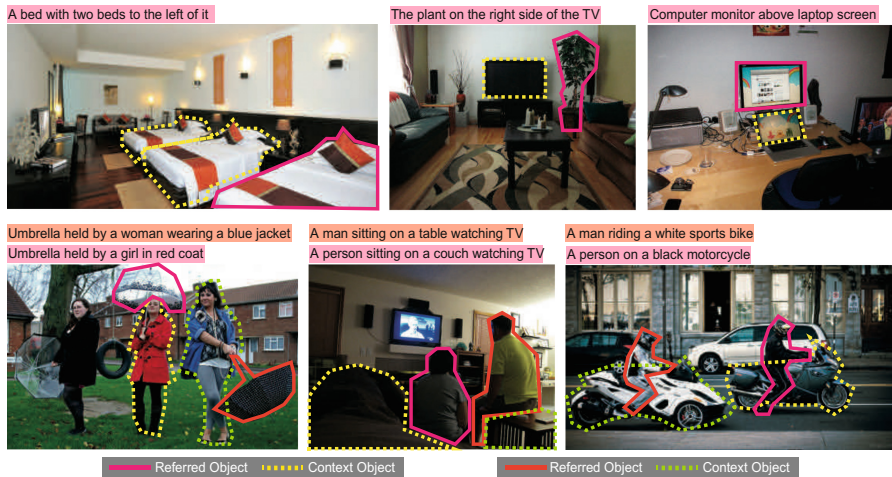 A bed with two beds to the left of it
The plant on the right side of the TV
Computer monitor above laptop screen
Umbrella held by a woman wearing a blue jacket
Umbrella held by a girl in red coat
A man sitting on a table watching TV
A person sitting on a couch watching TV
A man riding a white sports bike
A person on a black motorcycle
Referred Object
Context Object
Referred Object
Context Object